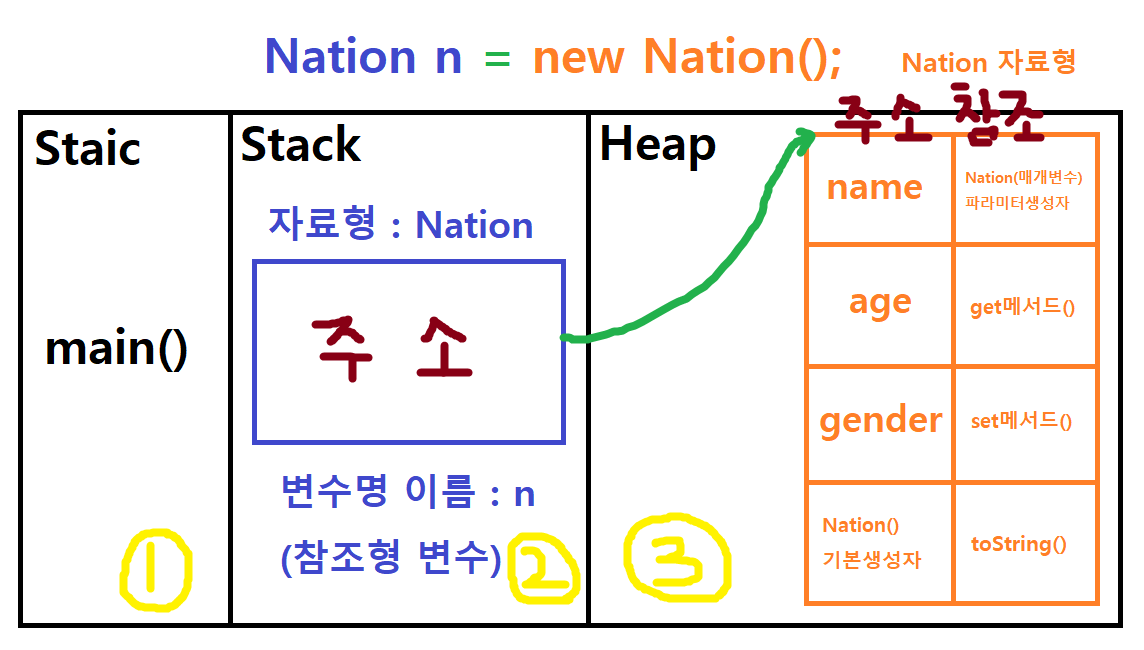 Nation n = new Nation();
Nation 자료형
Staic
main()
1
Stack
자료형 : Nation
주 소
변수명 이름 : n
(참조형 변수)
2
Heap
3
주소 참조
name
Nation(매개변수)
파라미터생성자
age
get메서드()
gender
set메서드()
Nation()
기본생성자
toString()